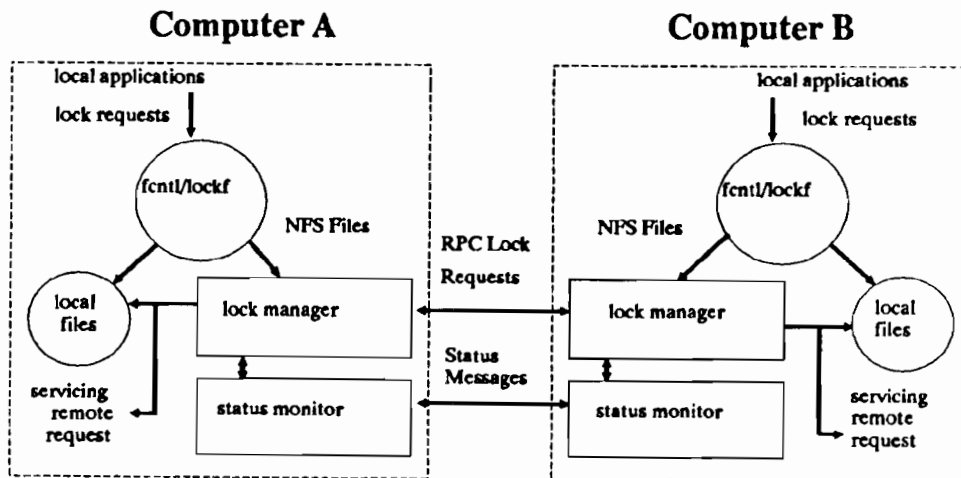 Computer A
local applications
lock requests
fcntl/lockf
NFS Files
local
files
lock manager
servicing
remote
request
status monitor
RPC Lock
Requests
Status
Messages
Computer B
local applications
lock requests
fcntl/lockf
NFS Files
lock manager
local
files
status monitor
servicing
remote
request